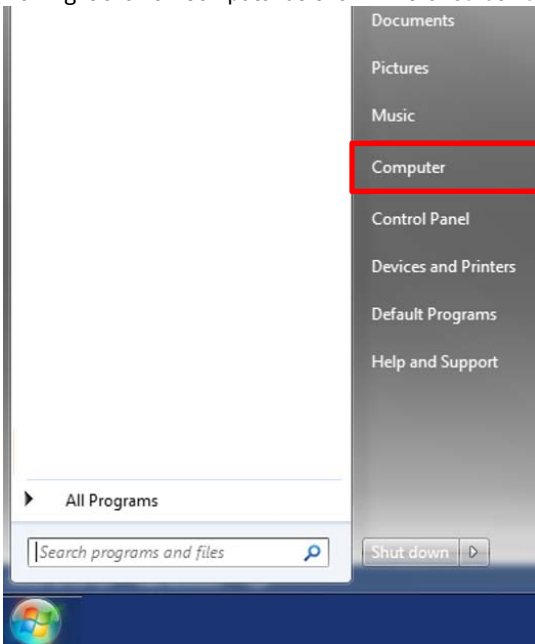 Documents
Pictures
Music
Computer
Control Panel
Devices and Printers
Default Programs
Help and Support
All Programs
Search programs and files
Shut down